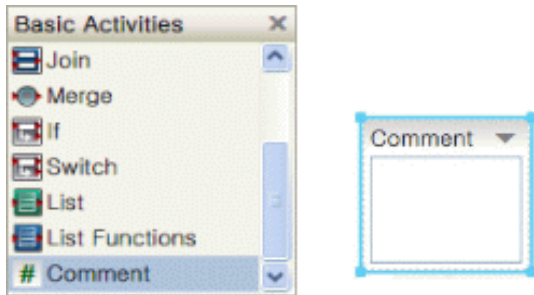 Basic Activities
Join
Merge
If
Switch
List
List Functions
# Comment
Comment